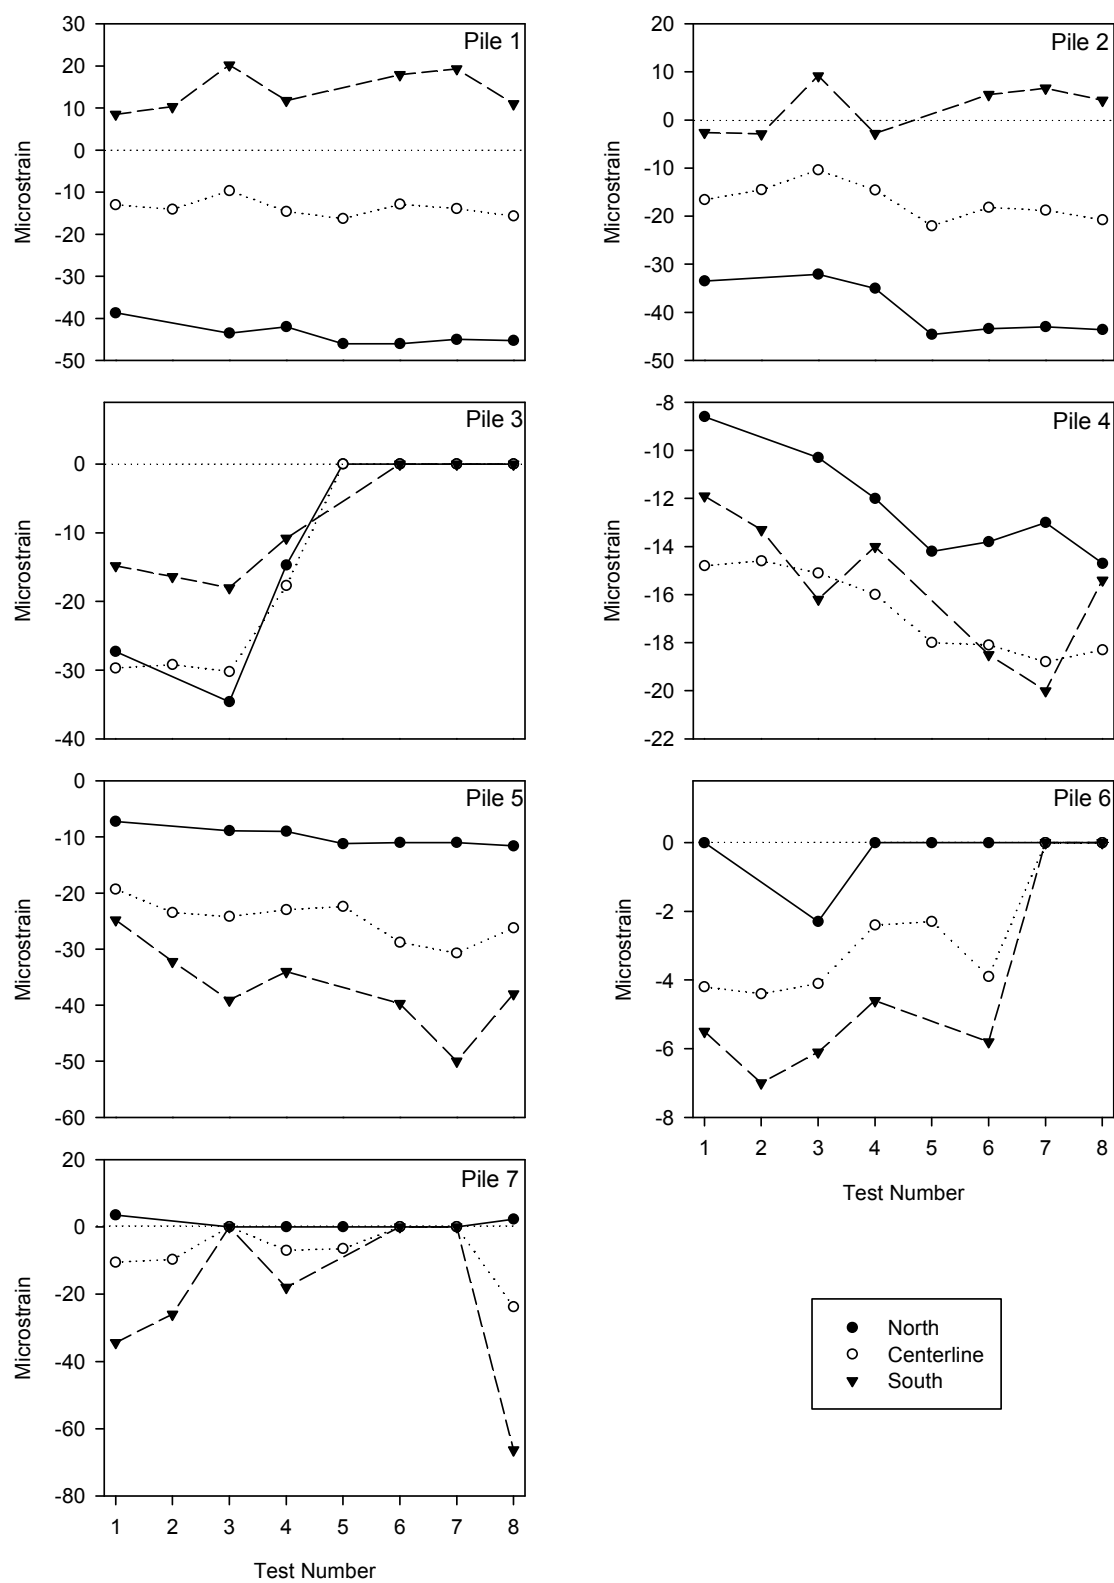 Pile 1
30
20
10
0
-10
-20
-30
-40
-50
Microstrain
Pile 2
20
10
0
-10
-20
-30
-40
-50
Microstrain
Pile 3
0
-10
-20
-30
-40
Microstrain
Pile 4
-8
-10
-12
-14
-16
-18
-20
-22
Microstrain
Pile 5
0
-10
-20
-30
-40
-50
-60
Microstrain
Pile 6
0
-2
-4
-6
-8
Microstrain
1 2 3 4 5 6 7 8
Test Number
Pile 7
20
0
-20
-40
-60
-80
Microstrain
1 2 3 4 5 6 7 8
Test Number
North
Centerline
South